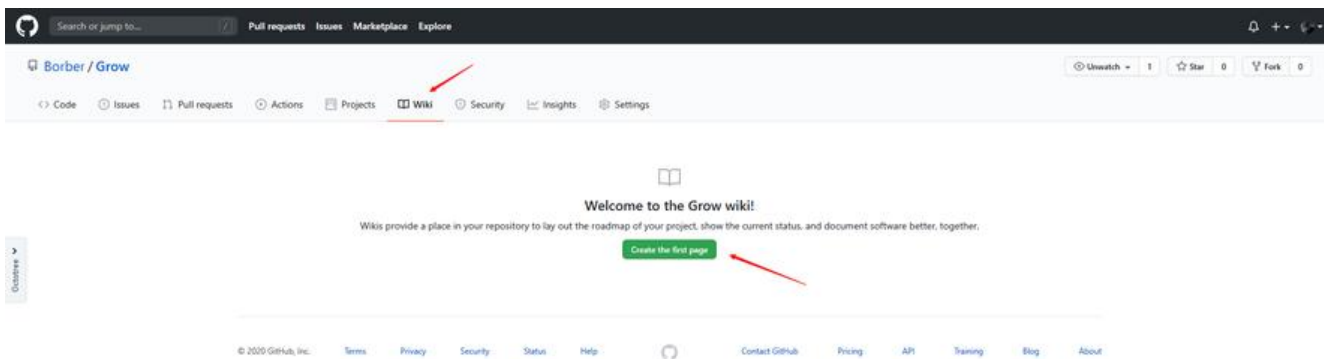 Search or jump to... / Pull requests Issues Marketplace Explore
Borber / Grow Unwatch 1 Star 0 Fork 0
Code Issues Pull requests Actions Projects Wiki Security Insights Settings
Welcome to the Grow wiki!
Wikis provide a place in your repository to lay out the roadmap of your project, show the current status, and document software better, together.
Create the first page
Octotree
© 2020 GitHub, Inc. Terms Privacy Security Status Help Contact GitHub Pricing API Training Blog About